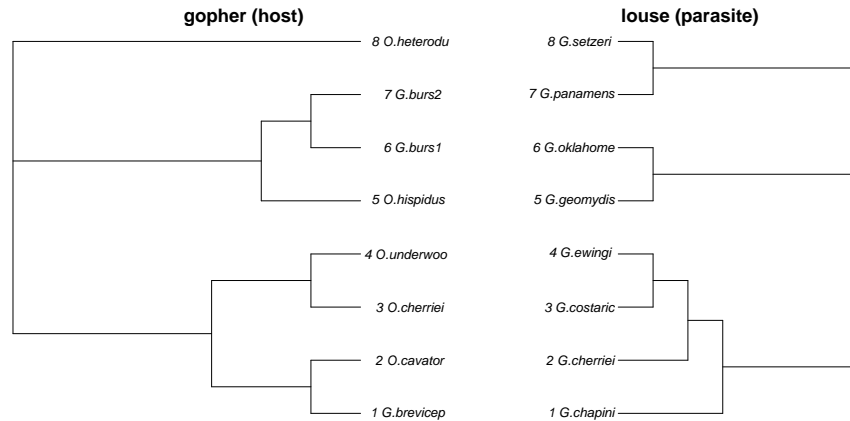 gopher (host) louse (parasite)
8 O.heterodu 8 G.setzeri
7 G.burs2 7 G.panamens
6 G.burs1 6 G.oklahome
5 O.hispidus 5 G.geomydis
4 O.underwoo 4 G.ewingi
3 O.cherriei 3 G.costaric
2 O.cavator 2 G.cherriei
1 G.brevicep 1 G.chapini